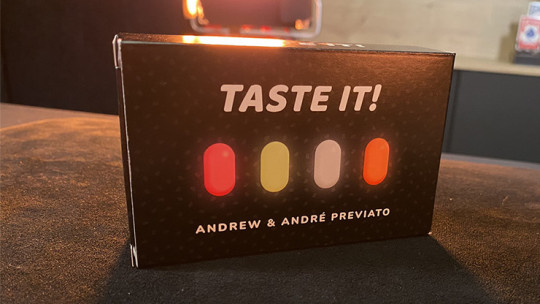 TASTE IT!
ANDREW & ANDRÉ PREVIATO